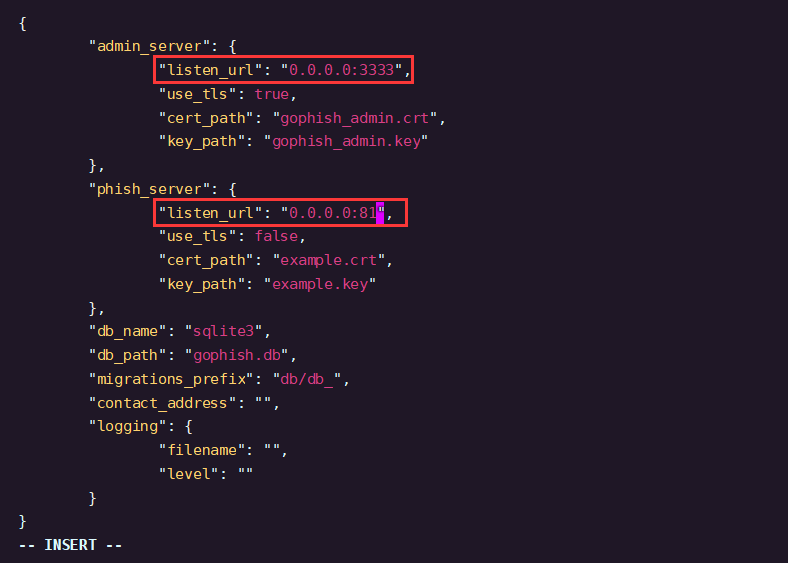 {
        "admin_server": {
                "listen_url": "0.0.0.0:3333",
                "use_tls": true,
                "cert_path": "gophish_admin.crt",
                "key_path": "gophish_admin.key"
        },
        "phish_server": {
                "listen_url": "0.0.0.0:81",
                "use_tls": false,
                "cert_path": "example.crt",
                "key_path": "example.key"
        },
        "db_name": "sqlite3",
        "db_path": "gophish.db",
        "migrations_prefix": "db/db_",
        "contact_address": "",
        "logging": {
                "filename": "",
                "level": ""
        }
}
-- INSERT --